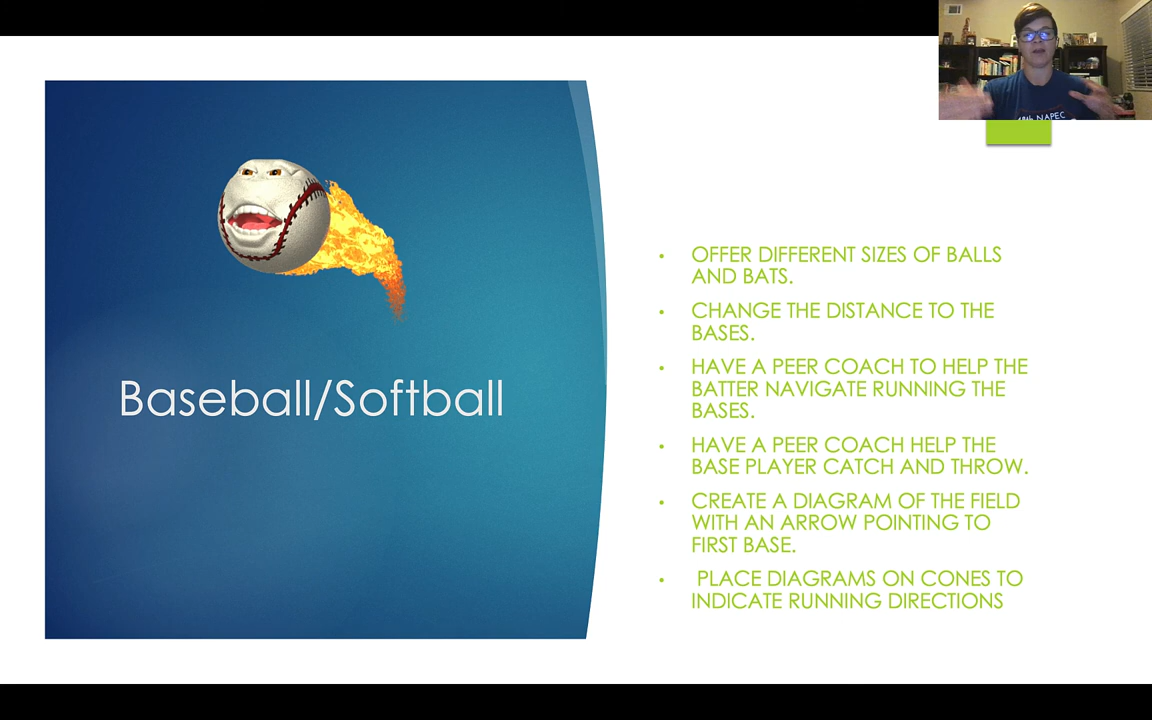 18th NAPEC
Baseball/Softball
• OFFER DIFFERENT SIZES OF BALLS
AND BATS.
• CHANGE THE DISTANCE TO THE
BASES.
• HAVE A PEER COACH TO HELP THE
BATTER NAVIGATE RUNNING THE
BASES.
• HAVE A PEER COACH HELP THE
BASE PLAYER CATCH AND THROW.
• CREATE A DIAGRAM OF THE FIELD
WITH AN ARROW POINTING TO
FIRST BASE.
• PLACE DIAGRAMS ON CONES TO
INDICATE RUNNING DIRECTIONS